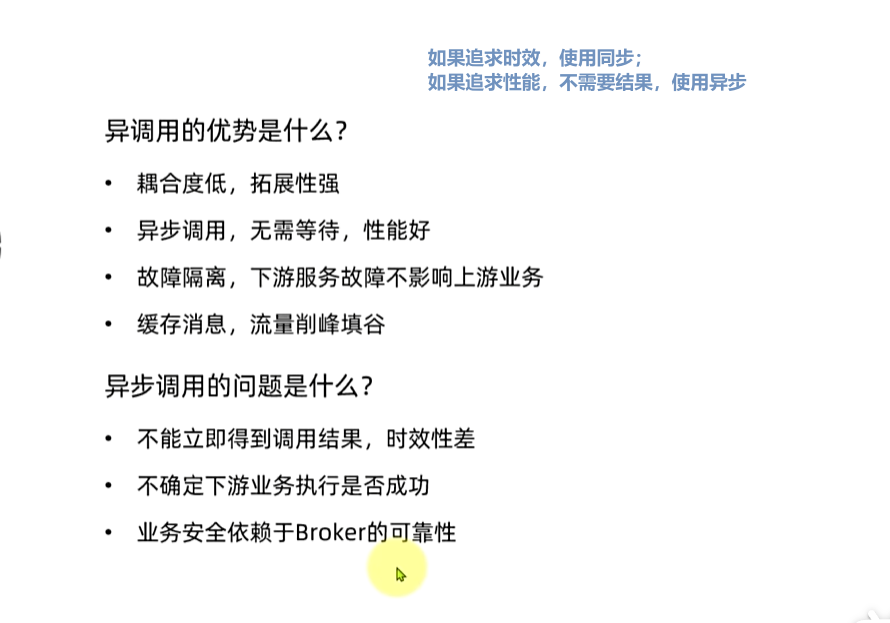 如果追求时效，使用同步；
如果追求性能，不需要结果，使用异步
异调用的优势是什么？
• 耦合度低，拓展性强
• 异步调用，无需等待，性能好
• 故障隔离，下游服务故障不影响上游业务
• 缓存消息，流量削峰填谷
异步调用的问题是什么？
• 不能立即得到调用结果，时效性差
• 不确定下游业务执行是否成功
• 业务安全依赖于Broker的可靠性